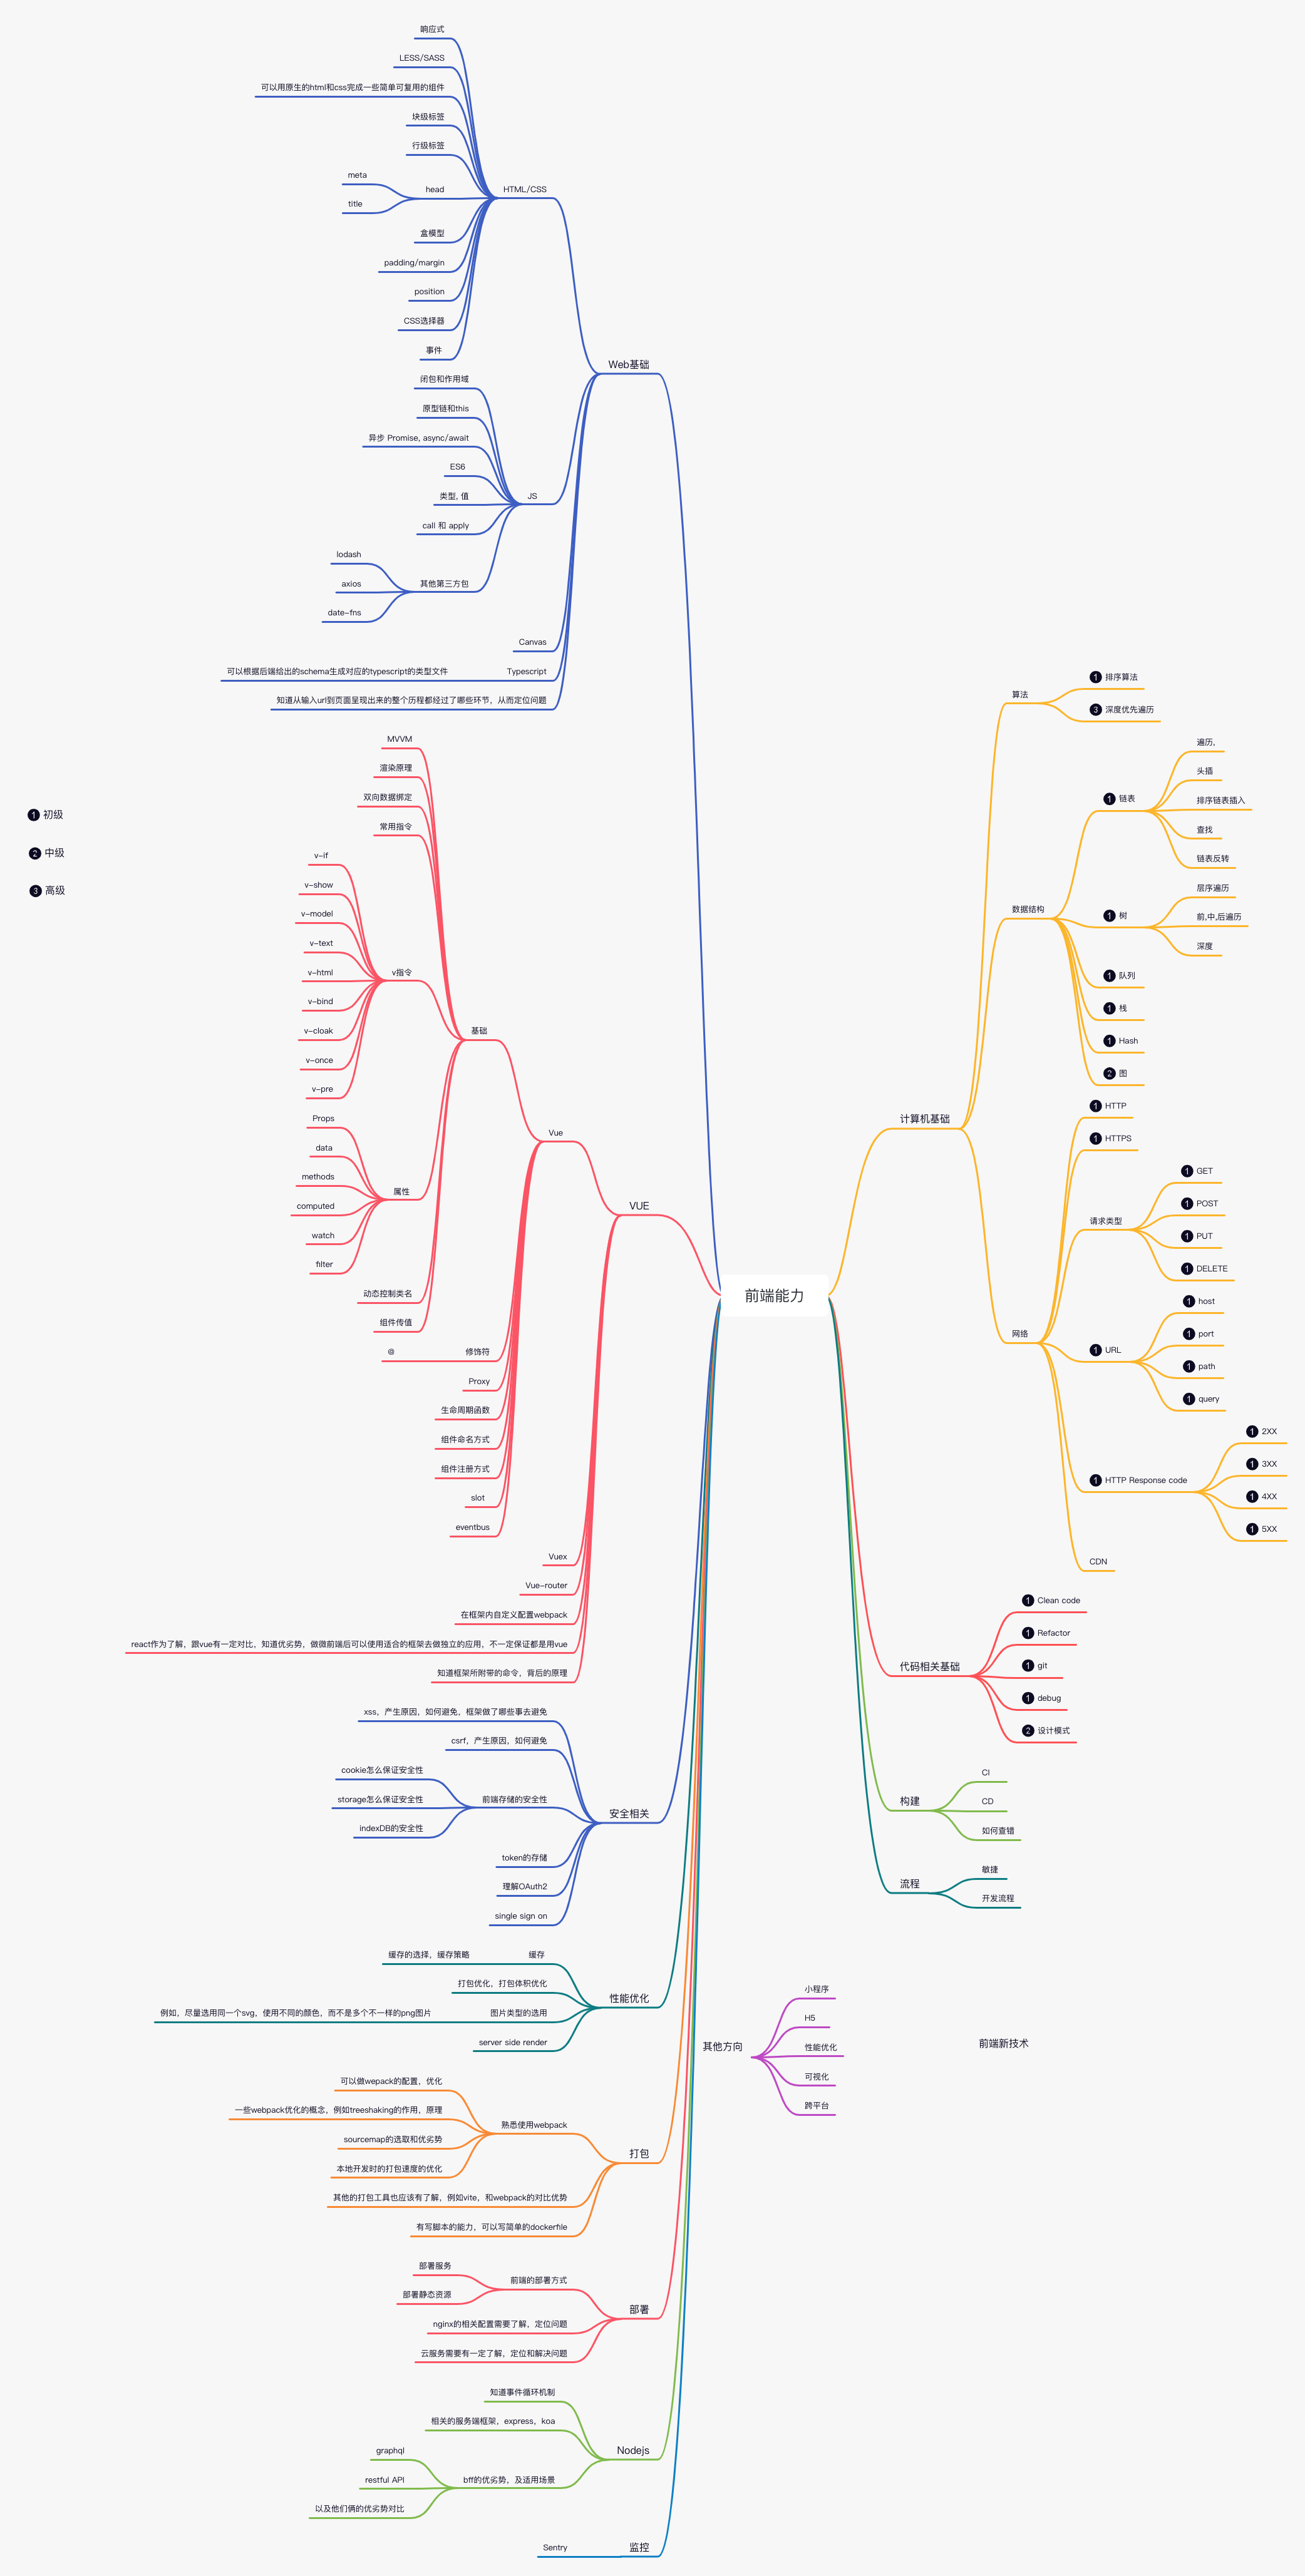 前端能力
Web基础
HTML/CSS
响应式
LESS/SASS
可以用原生的html和css完成一些简单可复用的组件
块级标签
行级标签
head
meta
title
盒模型
padding/margin
position
CSS选择器
事件
JS
闭包和作用域
原型链和this
异步 Promise, async/await
ES6
类型, 值
call 和 apply
其他第三方包
lodash
axios
date-fns
Canvas
Typescript
可以根据后端给出的schema生成对应的typescript的类型文件
知道从输入url到页面呈现出来的整个历程都经过了哪些环节，从而定位问题
1 初级
2 中级
3 高级
VUE
Vue
基础
MVVM
渲染原理
双向数据绑定
常用指令
v指令
v-if
v-show
v-model
v-text
v-html
v-bind
v-cloak
v-once
v-pre
属性
Props
data
methods
computed
watch
filter
动态控制类名
组件传值
修饰符
@
Proxy
生命周期函数
组件命名方式
组件注册方式
slot
eventbus
Vuex
Vue-router
在框架内自定义配置webpack
react作为了解，跟vue有一定对比，知道优劣势，做微前端后可以使用适合的框架去做独立的应用，不一定保证都是用vue
知道框架所附带的命令，背后的原理
安全相关
xss，产生原因，如何避免，框架做了哪些事去避免
csrf，产生原因，如何避免
前端存储的安全性
cookie怎么保证安全性
storage怎么保证安全性
indexDB的安全性
token的存储
理解OAuth2
single sign on
性能优化
缓存
缓存的选择，缓存策略
打包优化，打包体积优化
图片类型的选用
例如，尽量选用同一个svg，使用不同的颜色，而不是多个不一样的png图片
server side render
打包
熟悉使用webpack
可以做wepack的配置，优化
一些webpack优化的概念，例如treeshaking的作用，原理
sourcemap的选取和优劣势
本地开发时的打包速度的优化
其他的打包工具也应该有了解，例如vite，和webpack的对比优势
有写脚本的能力，可以写简单的dockerfile
部署
前端的部署方式
部署服务
部署静态资源
nginx的相关配置需要了解，定位问题
云服务需要有一定了解，定位和解决问题
Nodejs
知道事件循环机制
相关的服务端框架，express，koa
bff的优劣势，及适用场景
graphql
restful API
以及他们俩的优劣势对比
监控
Sentry
计算机基础
算法
1 排序算法
3 深度优先遍历
数据结构
1 链表
遍历,
头插
排序链表插入
查找
链表反转
1 树
层序遍历
前,中,后遍历
深度
1 队列
1 栈
1 Hash
2 图
网络
1 HTTP
1 HTTPS
请求类型
1 GET
1 POST
1 PUT
1 DELETE
1 URL
1 host
1 port
1 path
1 query
1 HTTP Response code
1 2XX
1 3XX
1 4XX
1 5XX
CDN
代码相关基础
1 Clean code
1 Refactor
1 git
1 debug
2 设计模式
构建
CI
CD
如何查错
流程
敏捷
开发流程
其他方向
小程序
H5
性能优化
可视化
跨平台
前端新技术